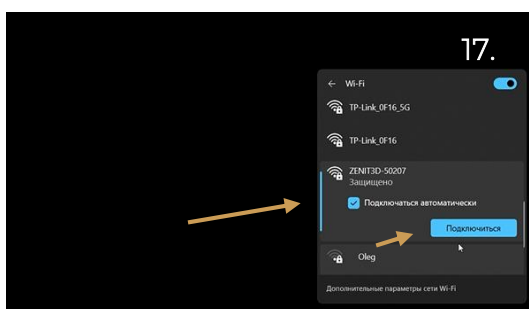 17.
Wi-Fi
TP-Link_0F16_5G
TP-Link_0F16
ZENIT3D-50207
Защищено
Подключаться автоматически
Подключиться
Oleg
Дополнительные параметры сети Wi-Fi